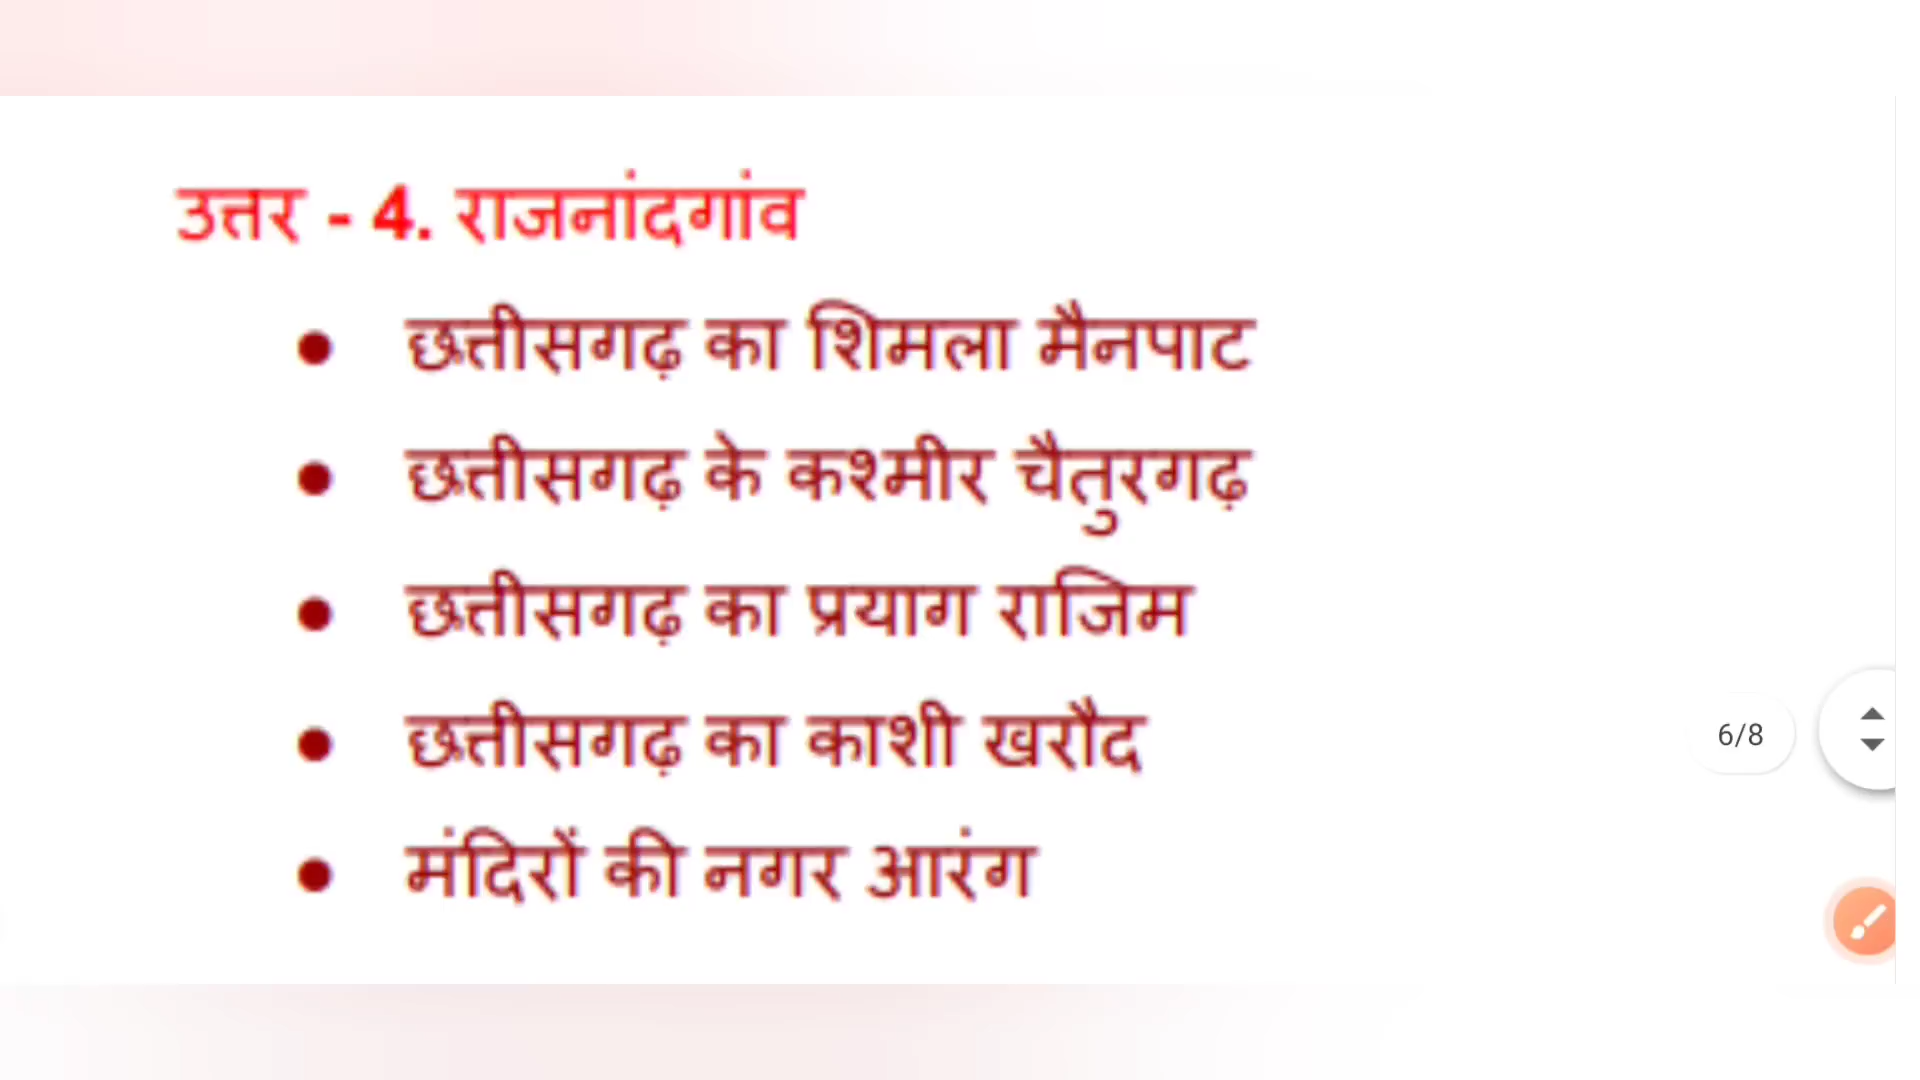 उत्तर - 4. राजनांदगांव
● छत्तीसगढ़ का शिमला मैनपाट
● छत्तीसगढ़ के कश्मीर चैतुरगढ़
● छत्तीसगढ़ का प्रयाग राजिम
● छत्तीसगढ़ का काशी खरौद
● मंदिरों की नगर आरंग
6/8